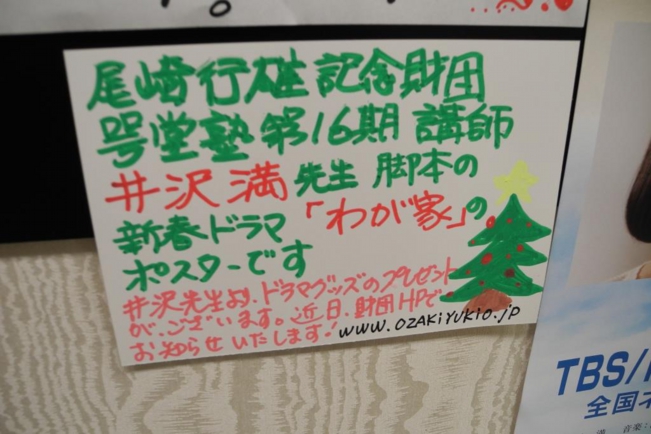 尾崎行雄記念財団
咢堂塾第16期講師
井沢満先生脚本の
新春ドラマ「わが家」の
ポスターです
井沢先生より、ドラマグッズのプレゼント
が、ございます。近日、財団HPで
お知らせいたします!
www.ozakiyukio.jp
TBS/
全国ネ